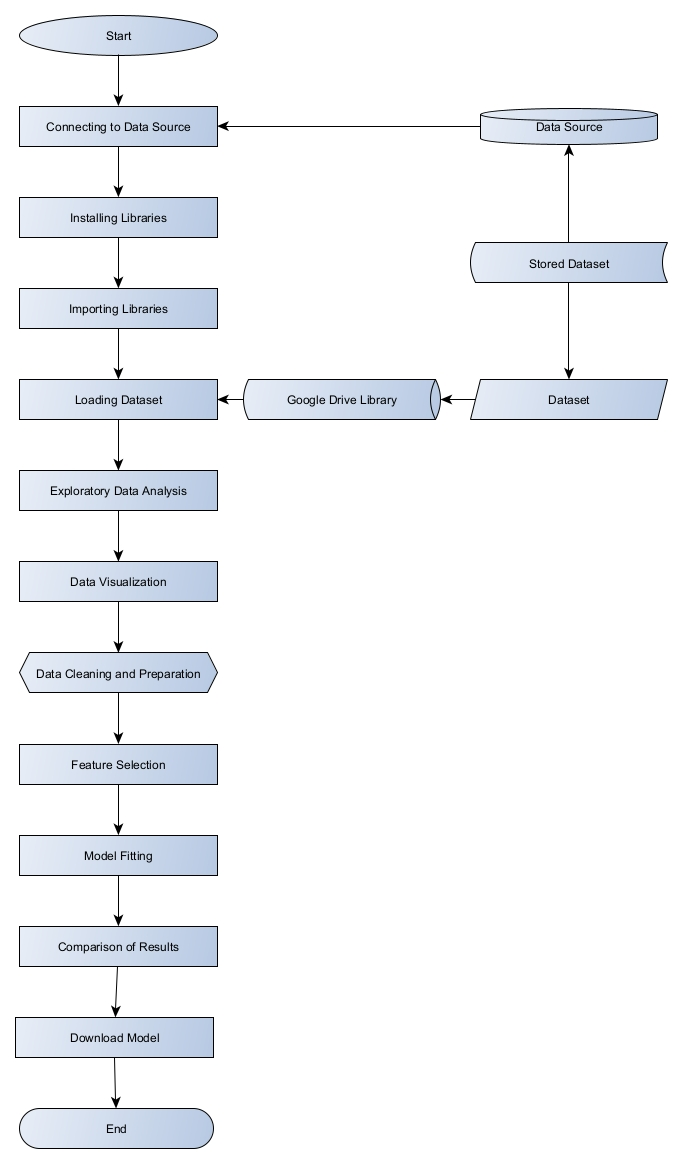 Start
Connecting to Data Source
Data Source
Installing Libraries
Stored Dataset
Importing Libraries
Loading Dataset
Google Drive Library
Dataset
Exploratory Data Analysis
Data Visualization
Data Cleaning and Preparation
Feature Selection
Model Fitting
Comparison of Results
Download Model
End